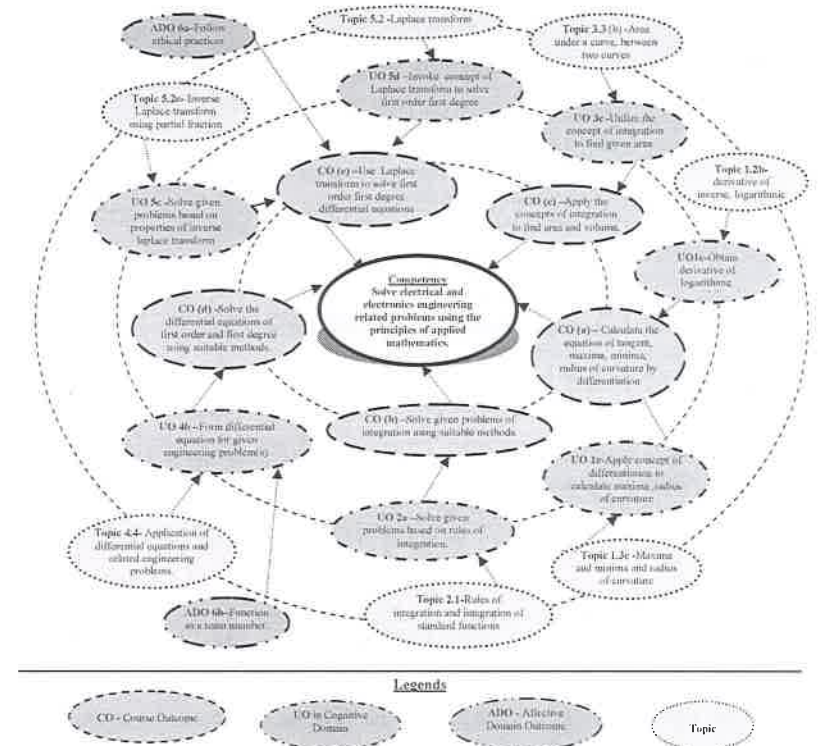 ADO 6a–Follow
ethical practices
Topic 5.2 -Laplace transform
Topic 3.3 (b) -Area
under a curve, between
two curves
UO 5d –Invoke concept of
Laplace transform to solve
first order first degree
Topic 5.2c- Inverse
Laplace transform
using partial fraction
UO 3c -Utilize the
concept of integration
to find given area
CO (e) –Use Laplace
transform to solve first
order first degree
differential equations
Topic 1.2b-
derivative of
inverse, logarithmic
UO 5c -Solve given
problems based on
properties of inverse
laplace transform
CO (c) –Apply the
concepts of integration
to find area and volume.
UO1c-Obtain
derivative of
logarithmic
Competency
Solve electrical and
electronics engineering
related problems using the
principles of applied
mathematics.
CO (d) -Solve the
differential equations of
first order and first degree
using suitable methods.
CO (a) – Calculate the
equation of tangent,
maxima, minima,
radius of curvature by
differentiation
CO (b) –Solve given problems of
integration using suitable methods
UO 4b –Form differential
equation for given
engineering problem(s)
UO 1e-Apply concept of
differentiation to
calculate maxima, radius
of curvature
UO 2a –Solve given
problems based on rules of
integration.
Topic 4.4- Application of
differential equations and
related engineering
problems.
Topic 1.3c -Maxima
and minima and radius
of curvature
Topic 2.1-Rules of
integration and integration of
standard functions
ADO 6b–Function
as a team member
Legends
CO - Course Outcome
UO in Cognitive
Domain
ADO - Affective
Domain Outcome
Topic